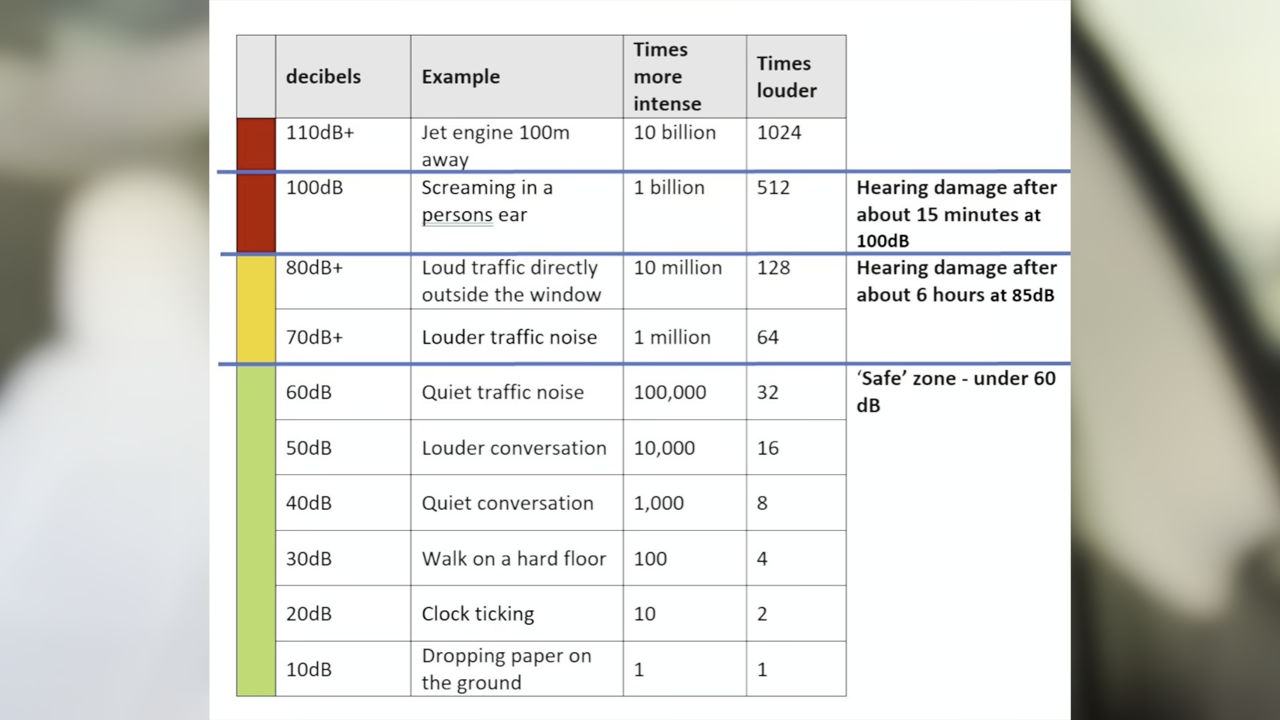 decibels Example Times more intense Times louder
110dB+ Jet engine 100m away 10 billion 1024
100dB Screaming in a persons ear 1 billion 512 Hearing damage after about 15 minutes at 100dB
80dB+ Loud traffic directly outside the window 10 million 128 Hearing damage after about 6 hours at 85dB
70dB+ Louder traffic noise 1 million 64
60dB Quiet traffic noise 100,000 32 ‘Safe’ zone - under 60 dB
50dB Louder conversation 10,000 16
40dB Quiet conversation 1,000 8
30dB Walk on a hard floor 100 4
20dB Clock ticking 10 2
10dB Dropping paper on the ground 1 1